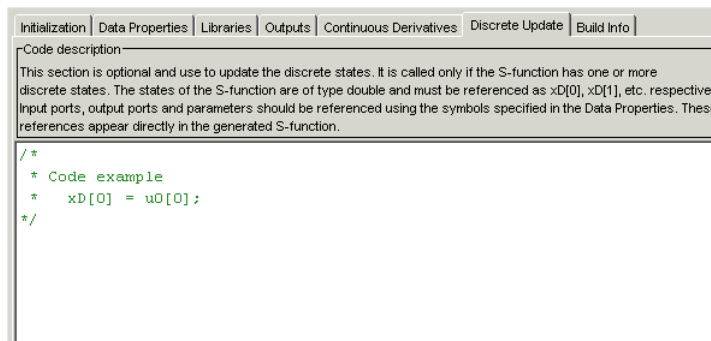 Initialization Data Properties Libraries Outputs Continuous Derivatives Discrete Update Build Info
Code description
This section is optional and use to update the discrete states. It is called only if the S-function has one or more
discrete states. The states of the S-function are of type double and must be referenced as xD[0], xD[1], etc. respective
Input ports, output ports and parameters should be referenced using the symbols specified in the Data Properties. Thes
references appear directly in the generated S-function.
/*
 * Code example
 *   xD[0] = u0[0];
*/